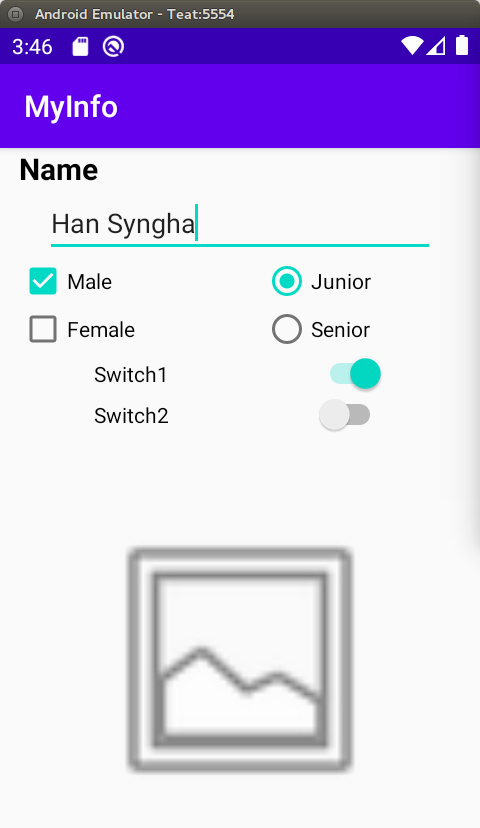 Android Emulator - Teat:5554
3:46
MyInfo
Name
Han Syngha
Male Junior
Female Senior
Switch1
Switch2